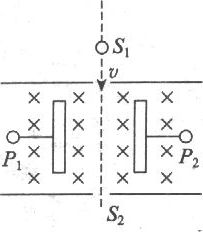 S₁
v
× × × ×
× × × ×
P₁ P₂
× × × ×
× × × ×
S₂